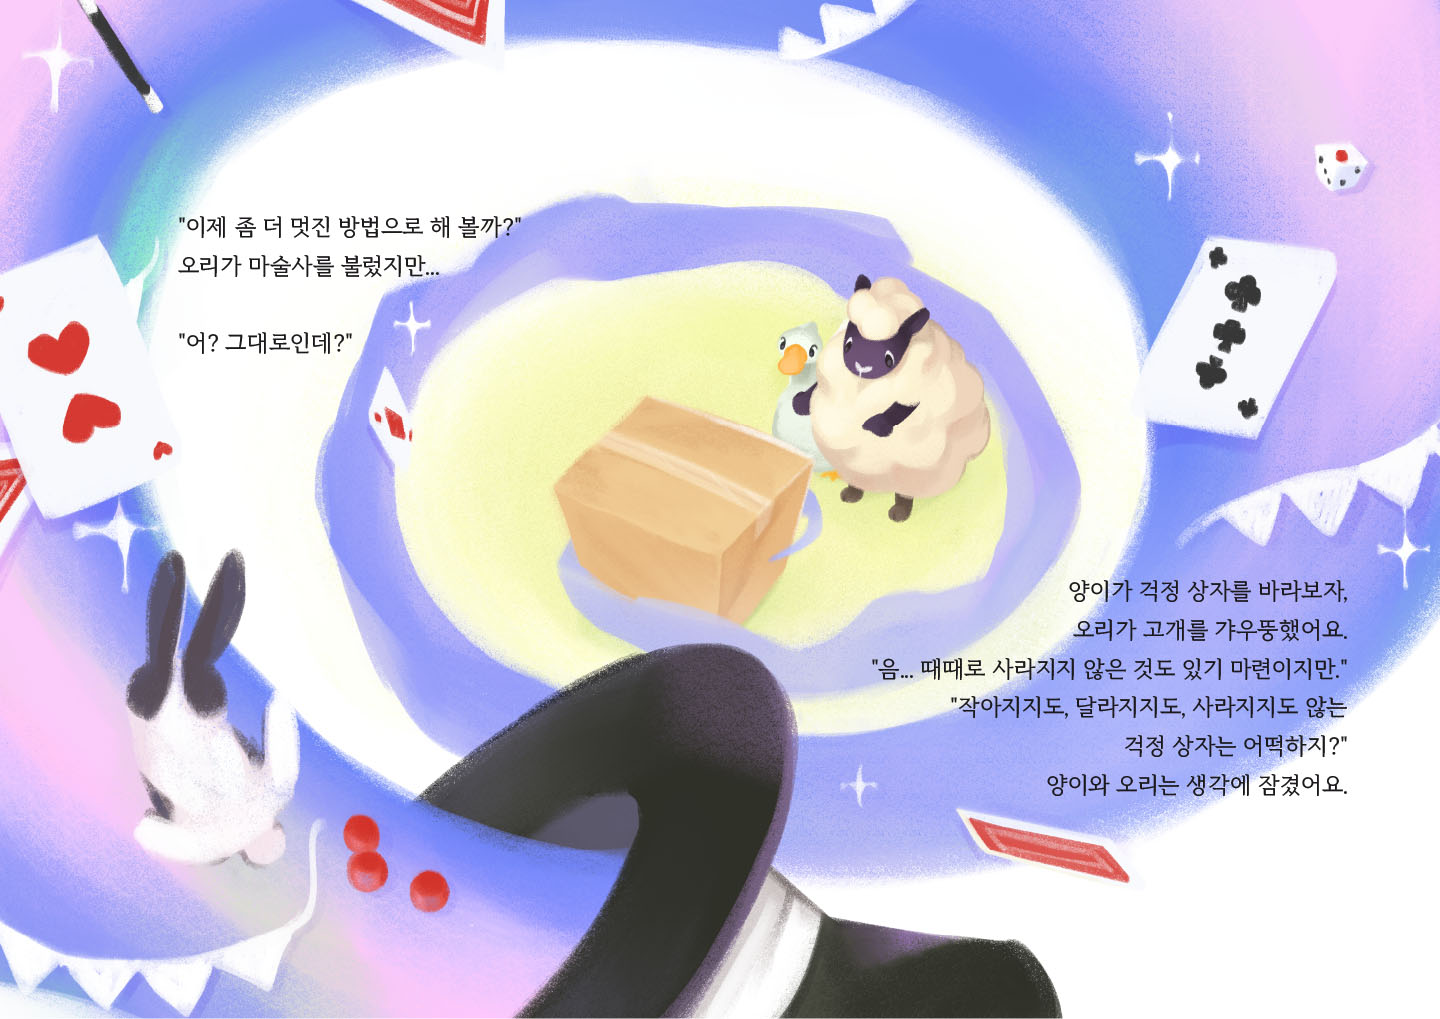 "이제 좀 더 멋진 방법으로 해 볼까?"
오리가 마술사를 불렀지만...
"어? 그대로인데?"
양이가 걱정 상자를 바라보자,
오리가 고개를 갸우뚱했어요.
"음... 때때로 사라지지 않은 것도 있기 마련이지만."
"작아지지도, 달라지지도, 사라지지도 않는
걱정 상자는 어떡하지?"
양이와 오리는 생각에 잠겼어요.